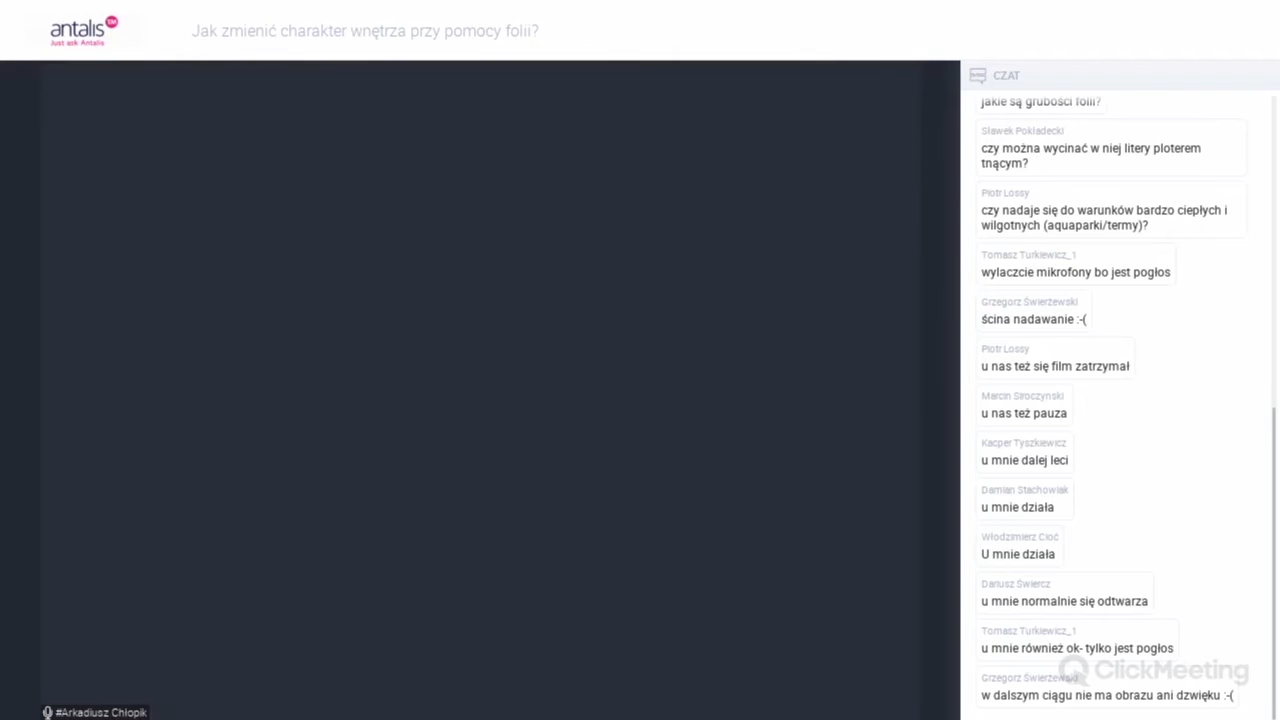 antalis TM
Just ask Antalis
Jak zmienić charakter wnętrza przy pomocy folii?
CZAT
jakie są grubości folii?
Sławek Pokładecki
czy można wycinać w niej litery ploterem
tnącym?
Piotr Lossy
czy nadaje się do warunków bardzo ciepłych i
wilgotnych (aquaparki/termy)?
Tomasz Turkiewicz_1
wylaczcie mikrofony bo jest pogłos
Grzegorz Świerżewski
ścina nadawanie :-(
Piotr Lossy
u nas też się film zatrzymał
Marcin Siroczynski
u nas też pauza
Kacper Tyszkiewicz
u mnie dalej leci
Damian Stachowiak
u mnie działa
Włodzimierz Cioć
U mnie działa
Dariusz Świercz
u mnie normalnie się odtwarza
Tomasz Turkiewicz_1
u mnie również ok- tylko jest pogłos
ClickMeeting
Grzegorz Świerżewski
w dalszym ciągu nie ma obrazu ani dzwięku :-(
#Arkadiusz Chłopik